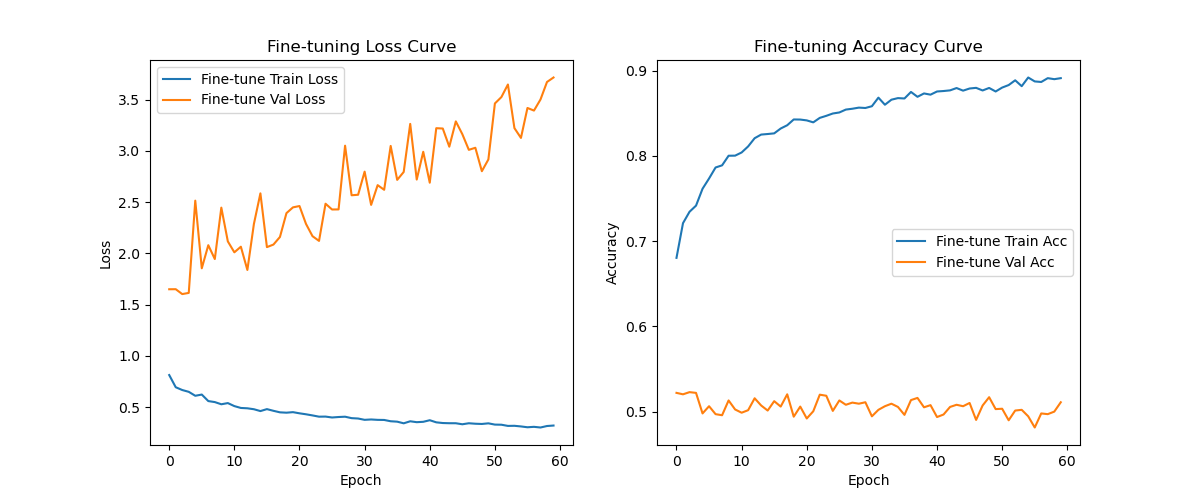 Fine-tuning Loss Curve
Fine-tune Train Loss
Fine-tune Val Loss
Loss
3.5
3.0
2.5
2.0
1.5
1.0
0.5
0 10 20 30 40 50 60
Epoch
Fine-tuning Accuracy Curve
Fine-tune Train Acc
Fine-tune Val Acc
Accuracy
0.9
0.8
0.7
0.6
0.5
0 10 20 30 40 50 60
Epoch